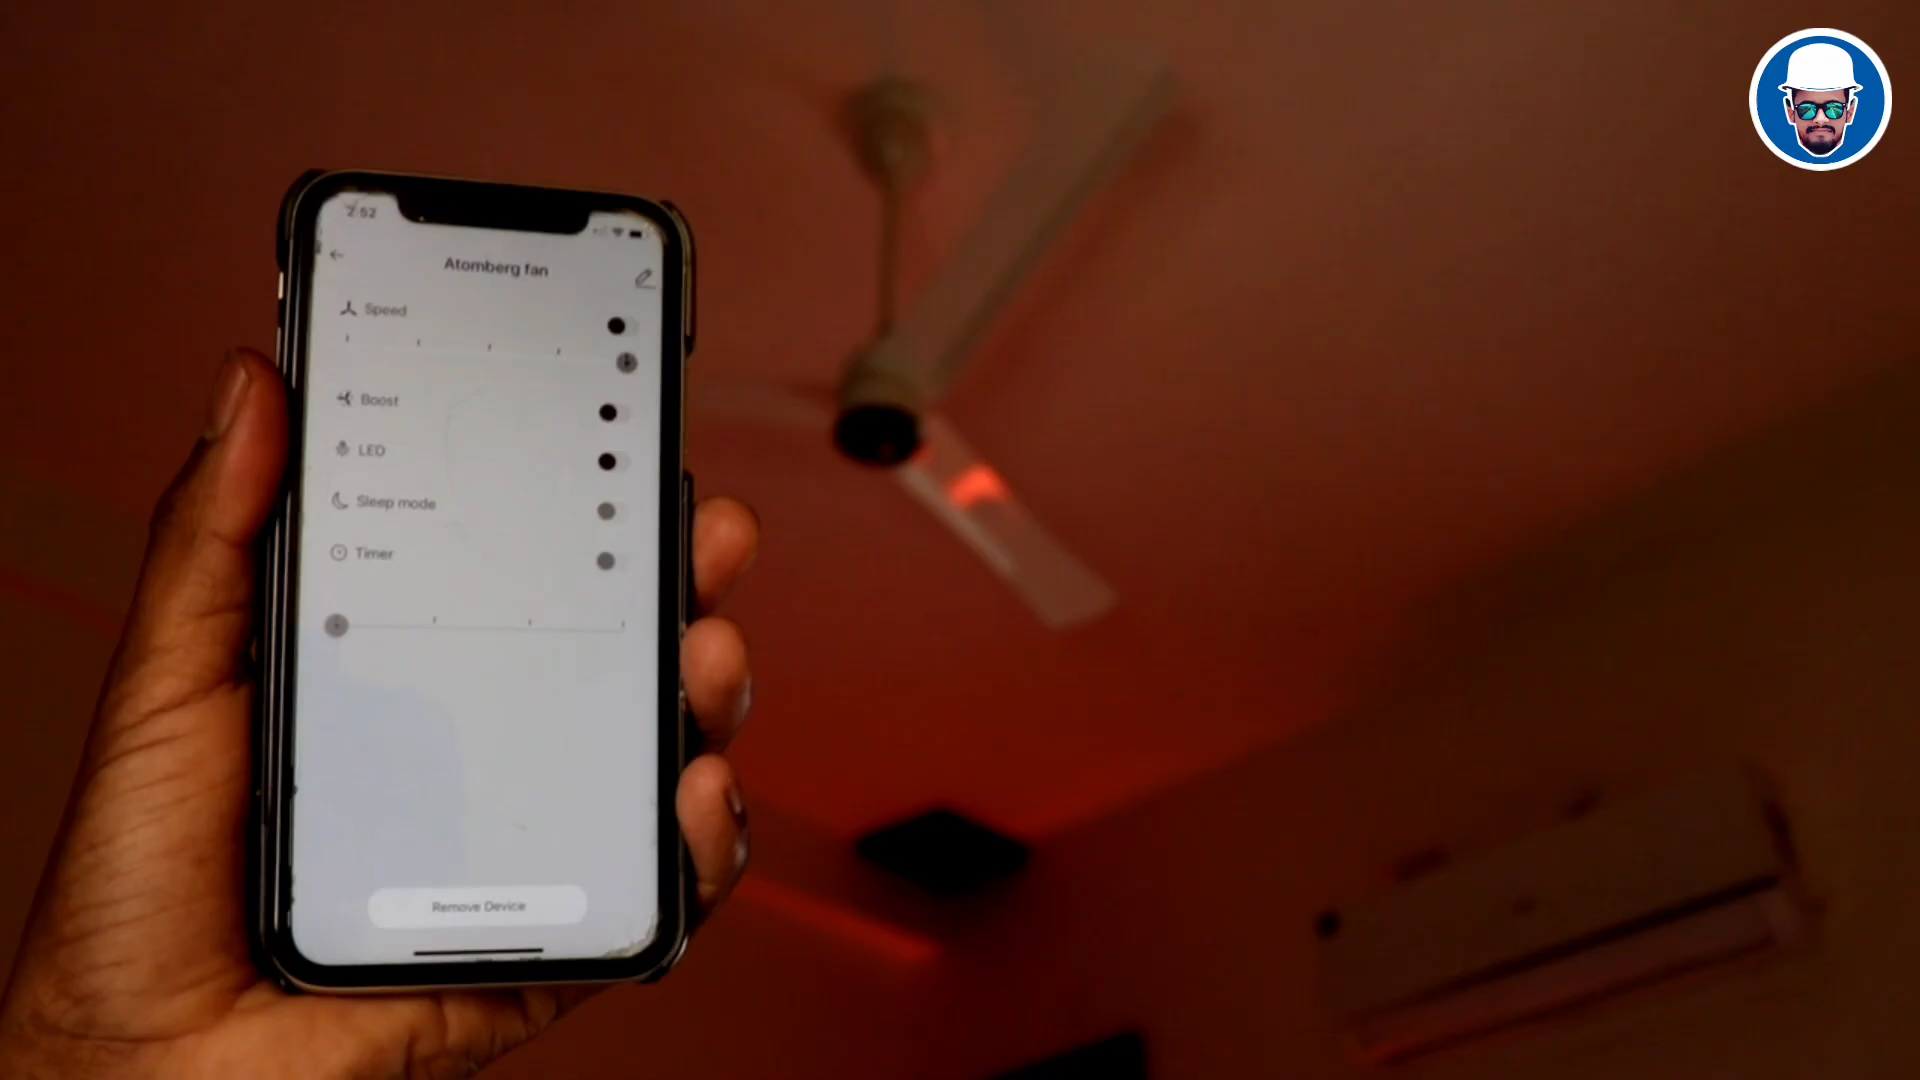 2:52
Atomberg fan
Speed
Boost
LED
Sleep mode
Timer
Remove Device